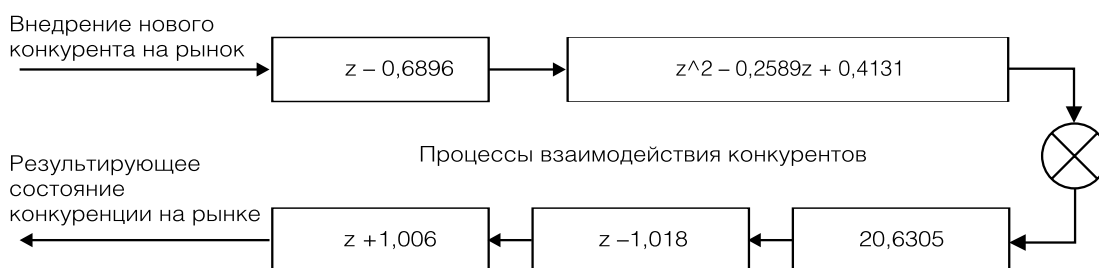 Внедрение нового
конкурента на рынок
z – 0,6896
z^2 – 0,2589z + 0,4131
Процессы взаимодействия конкурентов
Результирующее
состояние
конкуренции на рынке
z +1,006
z –1,018
20,6305